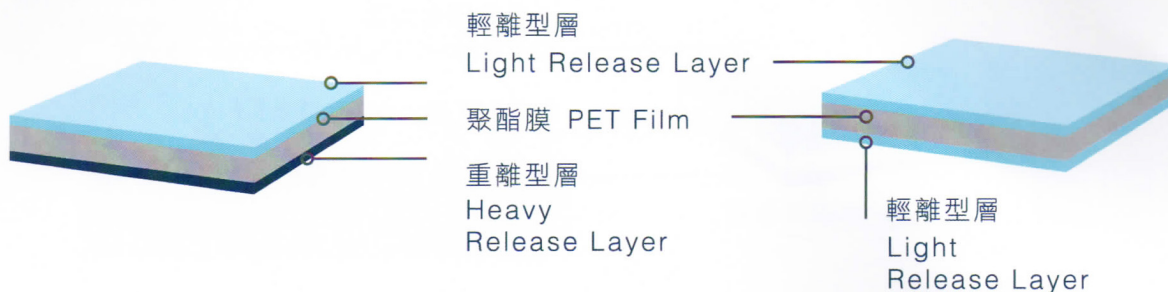 輕離型層
Light Release Layer
聚酯膜 PET Film
重離型層
Heavy
Release Layer
輕離型層
Light
Release Layer